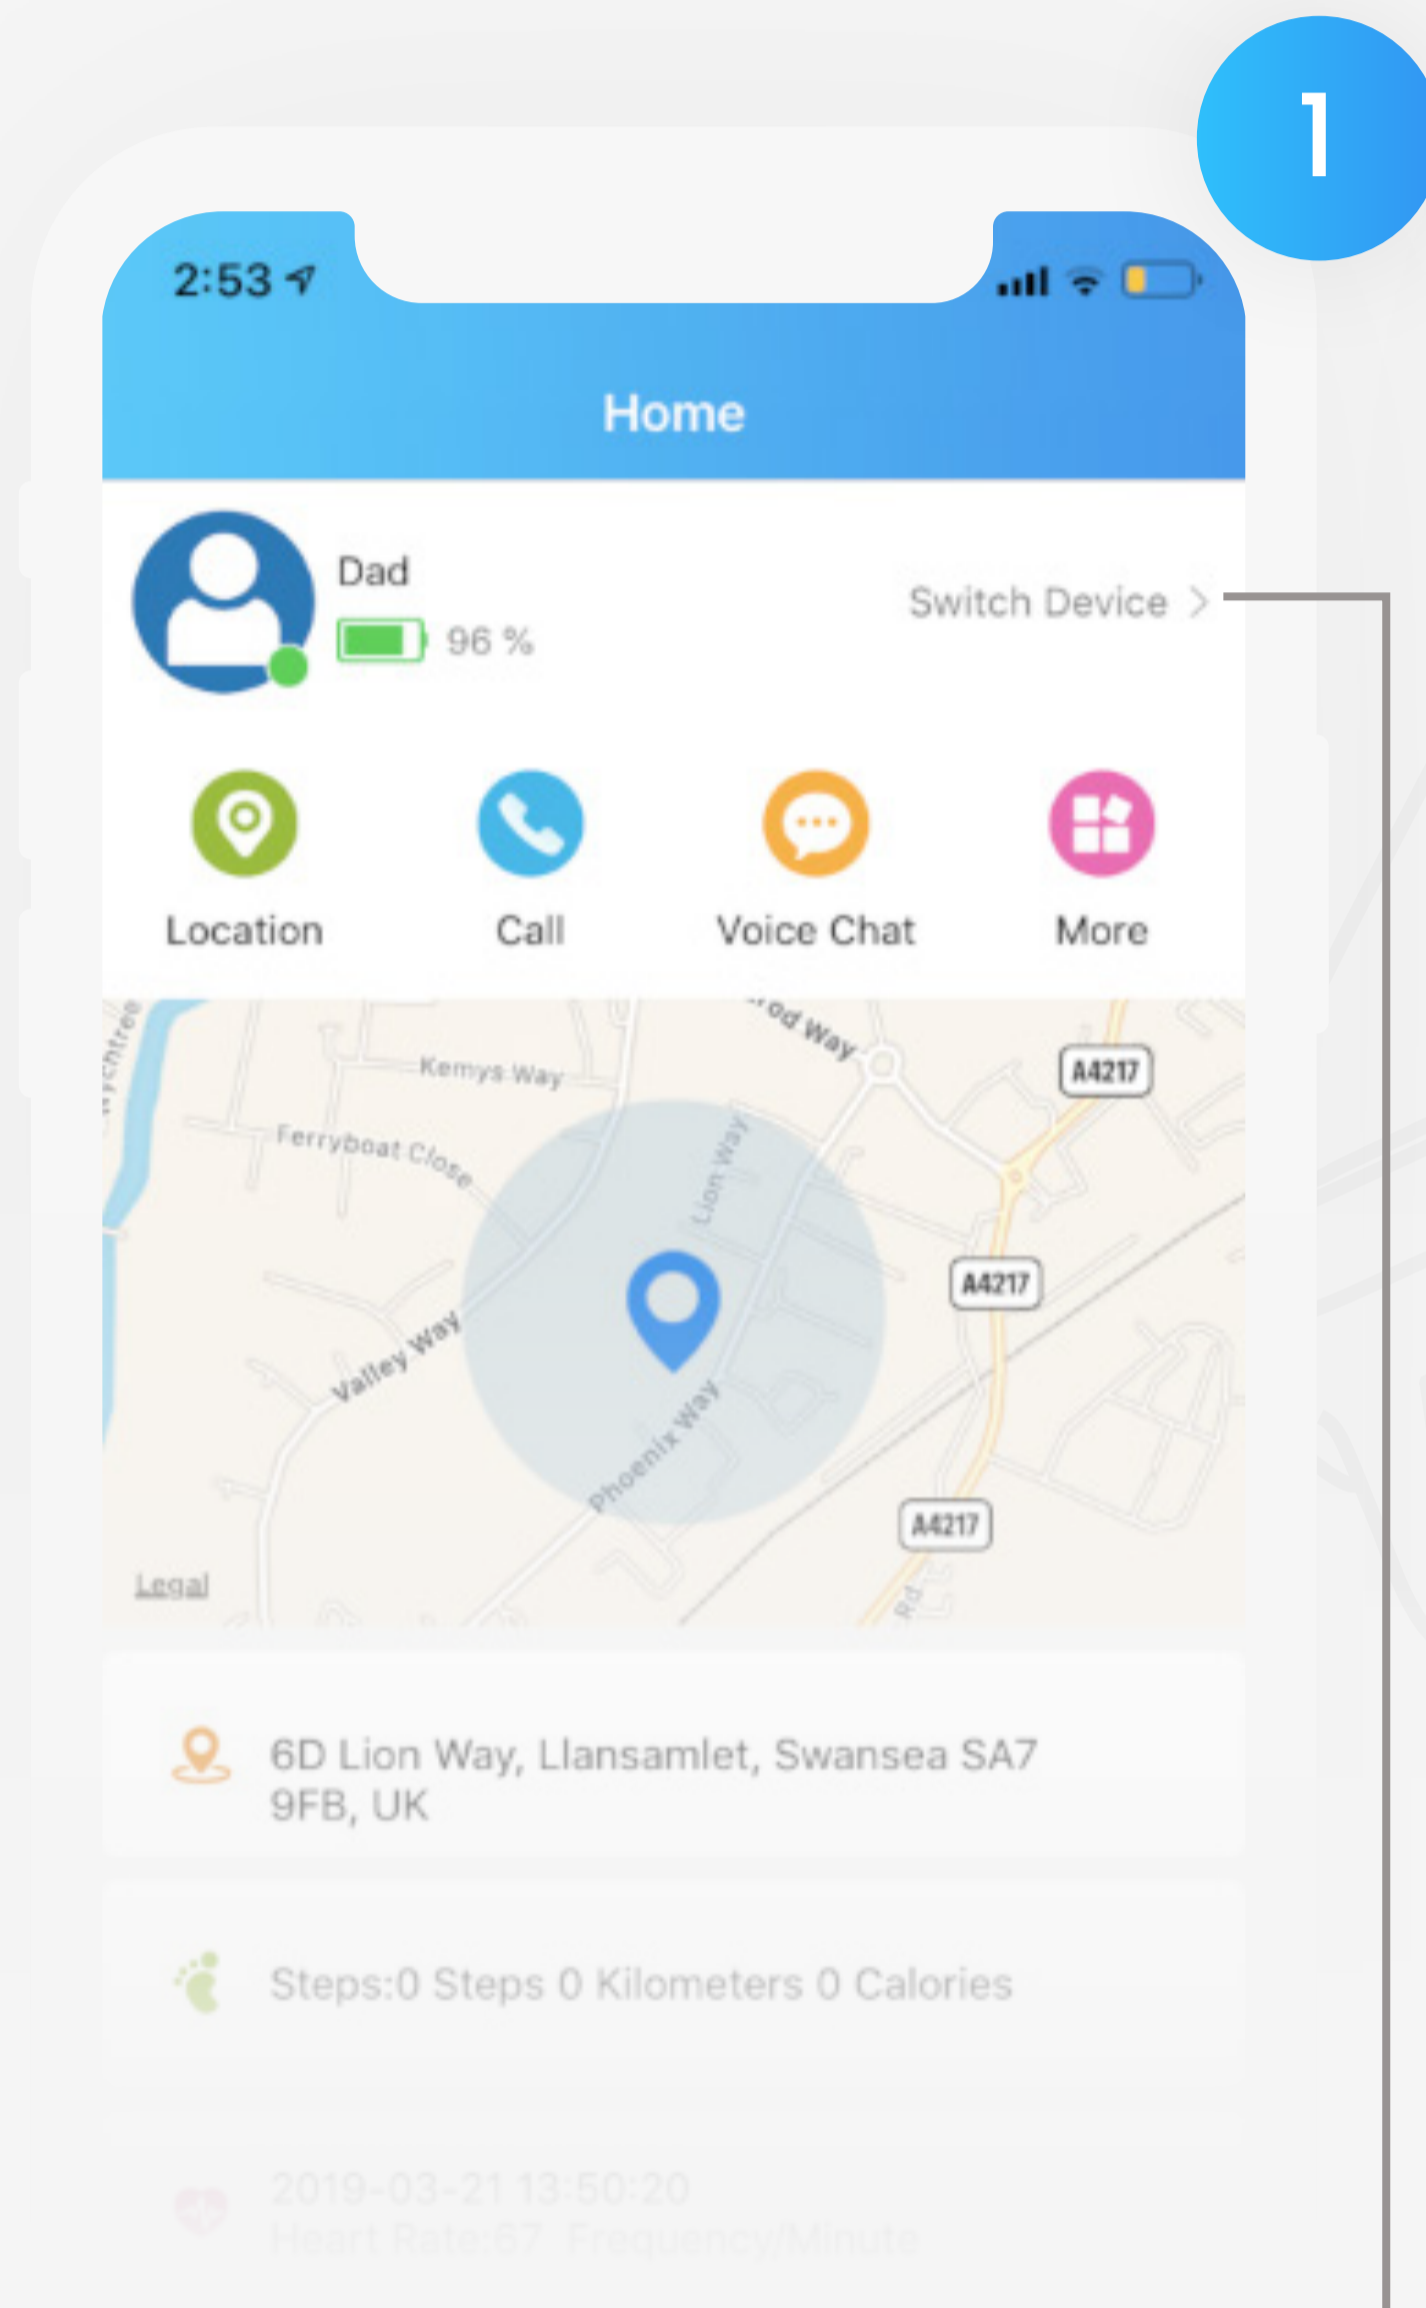 1
2:53
Home
Dad
96 %
Switch Device >
Location
Call
Voice Chat
More
Way
A4217
Kemys Way
Ferryboat Close
Lion Way
A4217
Valley Way
Phoenix Way
A4217
Legal
Rd
6D Lion Way, Llansamlet, Swansea SA7
9FB, UK
Steps:0 Steps 0 Kilometers 0 Calories
2019-03-21 13:50:20
Heart Rate:67 Frequency/Minute